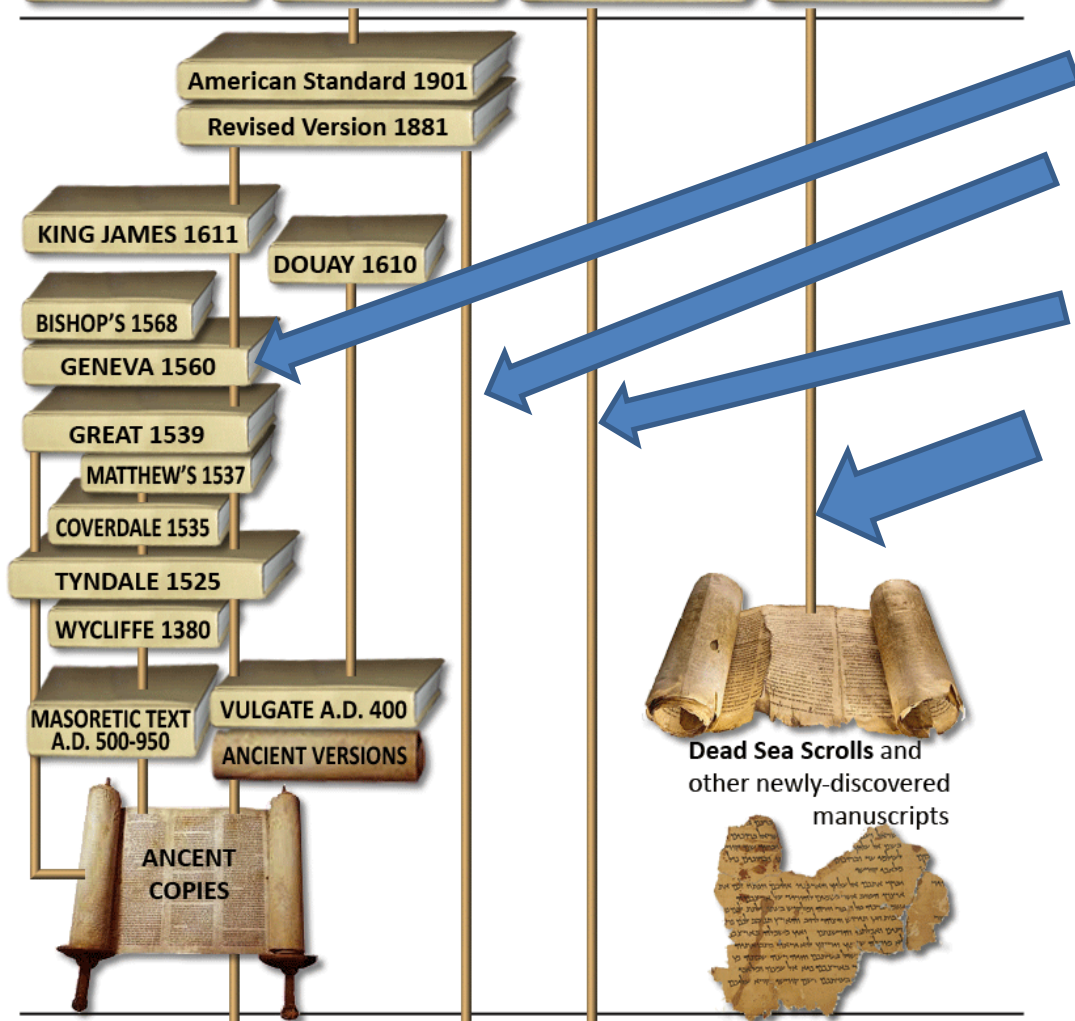 American Standard 1901
Revised Version 1881
KING JAMES 1611
DOUAY 1610
BISHOP'S 1568
GENEVA 1560
GREAT 1539
MATTHEW'S 1537
COVERDALE 1535
TYNDALE 1525
WYCLIFFE 1380
MASORETIC TEXT
A.D. 500-950
VULGATE A.D. 400
ANCIENT VERSIONS
ANCENT
COPIES
Dead Sea Scrolls and
other newly-discovered
manuscripts